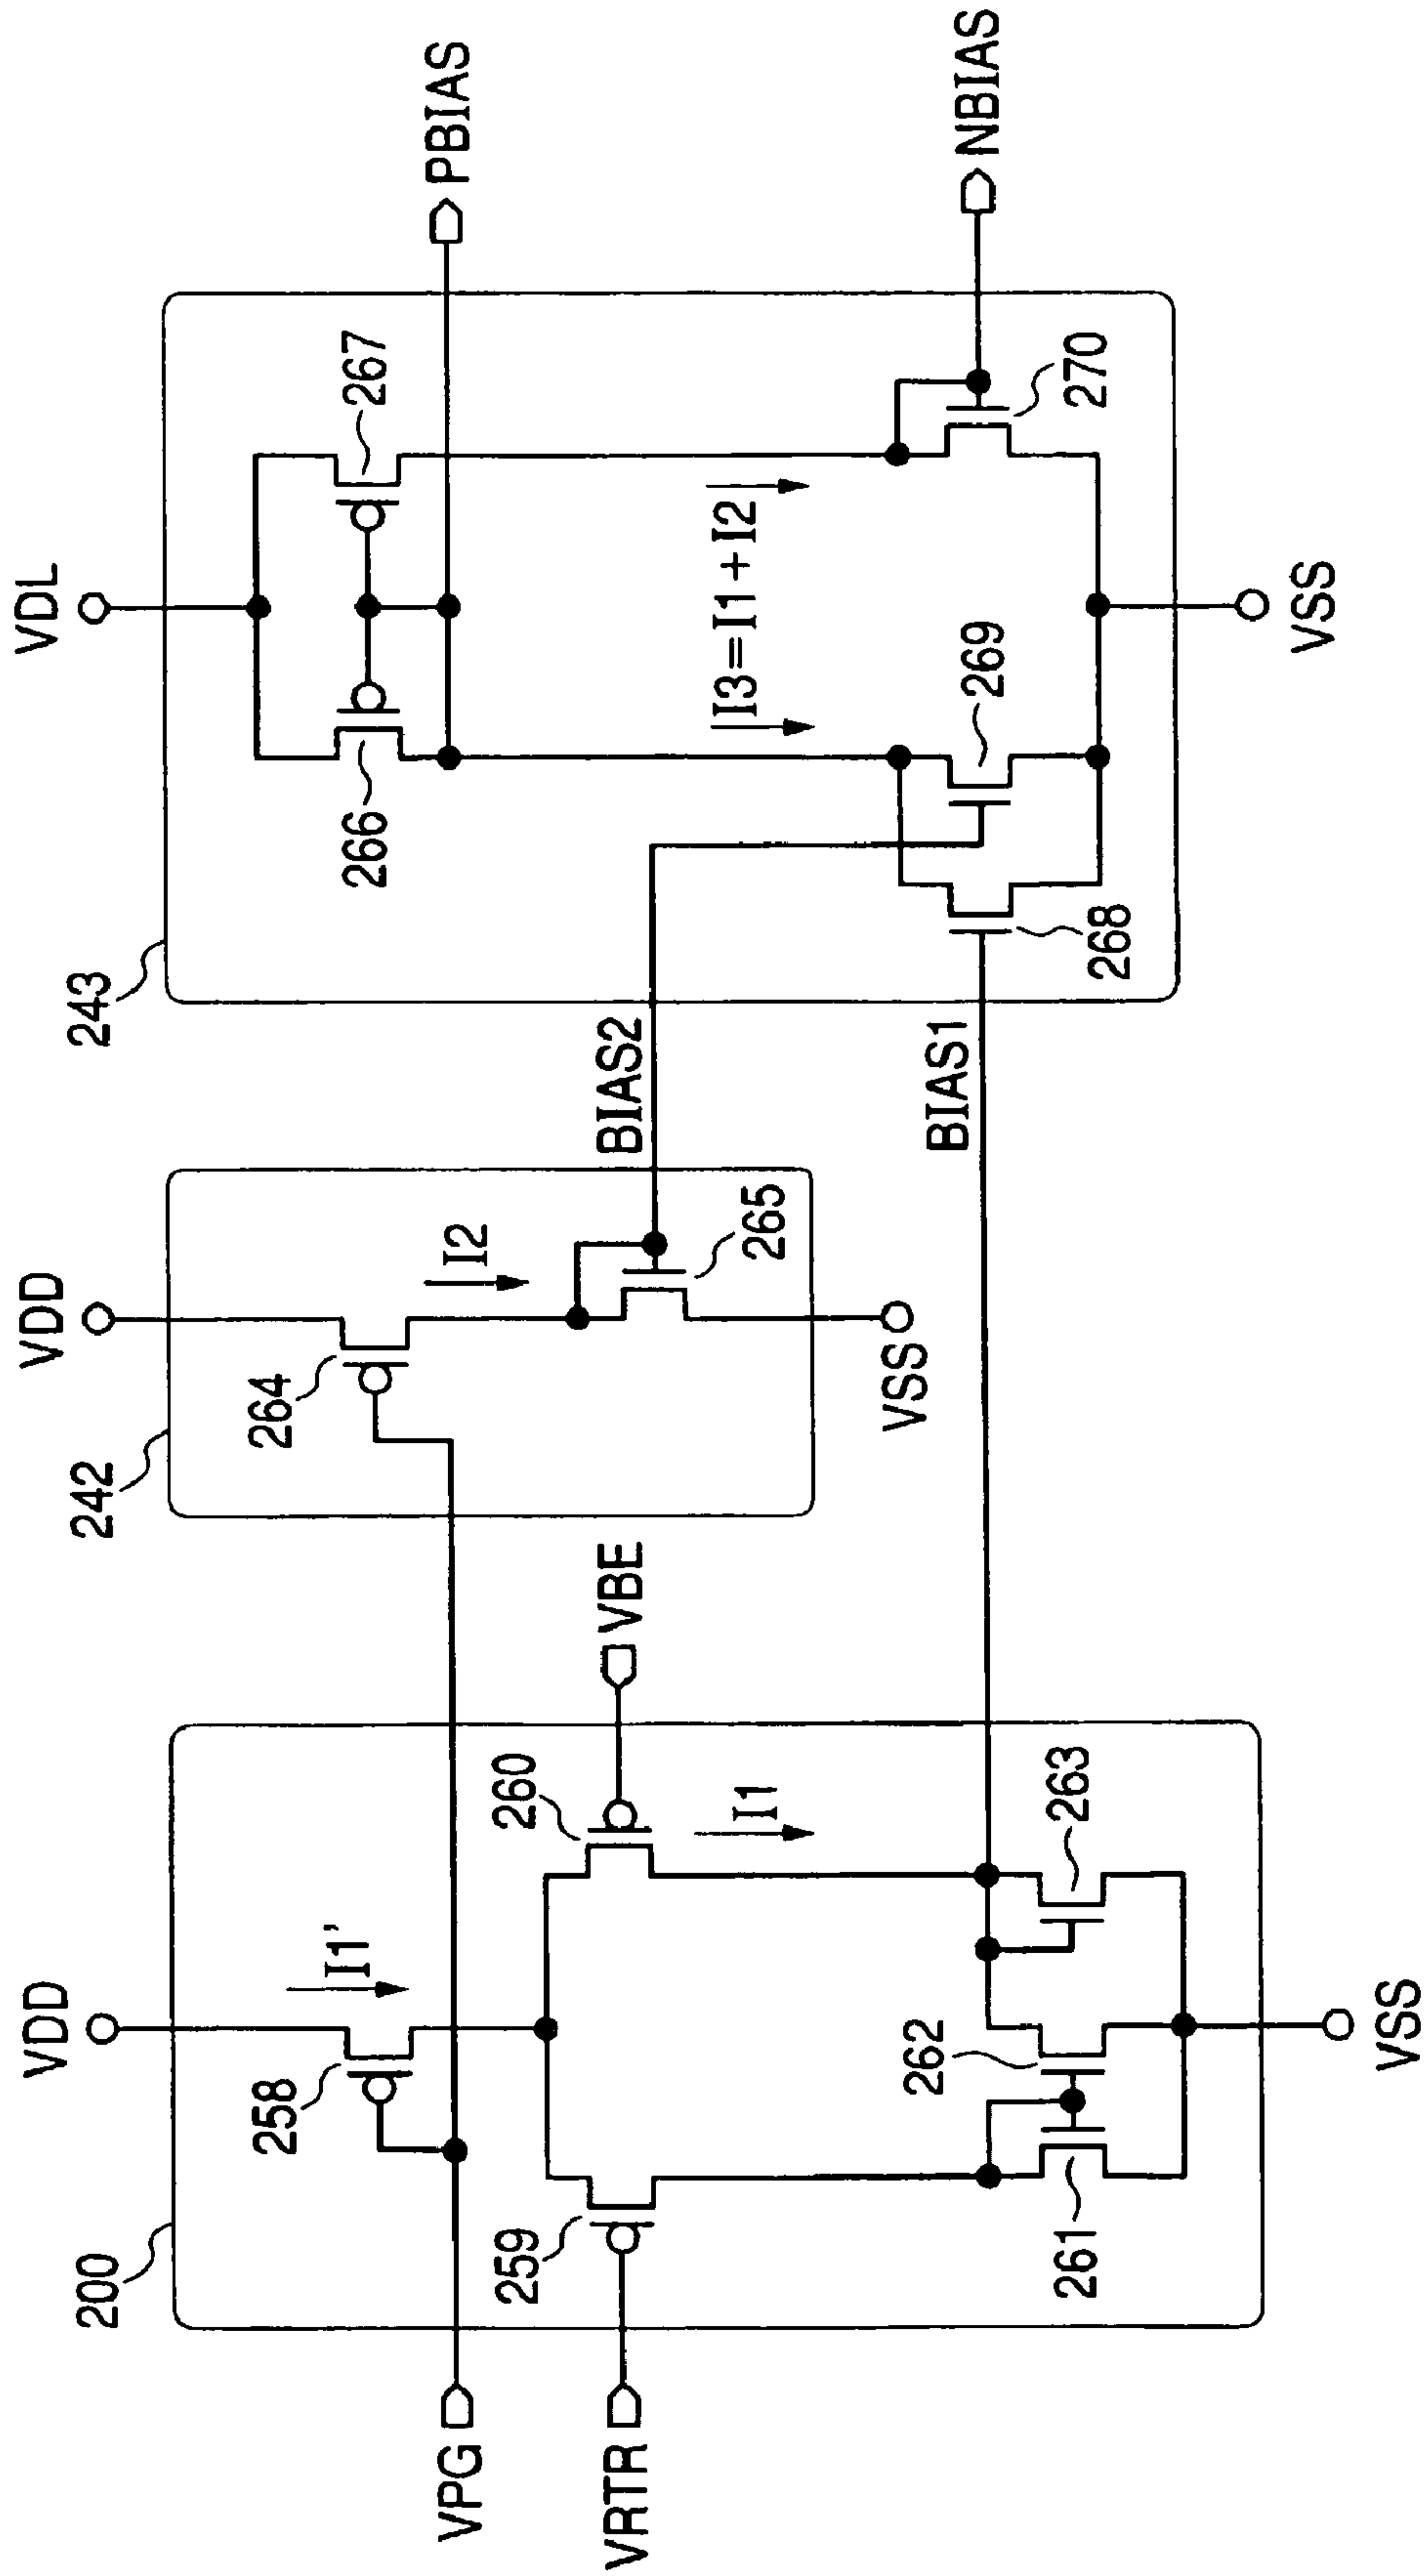 200
VDD
258
I1'
VPG
VRTR
259
260
VBE
I1
261
262
263
VSS
242
VDD
264
I2
265
VSS
BIAS2
BIAS1
243
VDL
266
267
PBIAS
I3=I1+I2
268
269
270
NBIAS
VSS